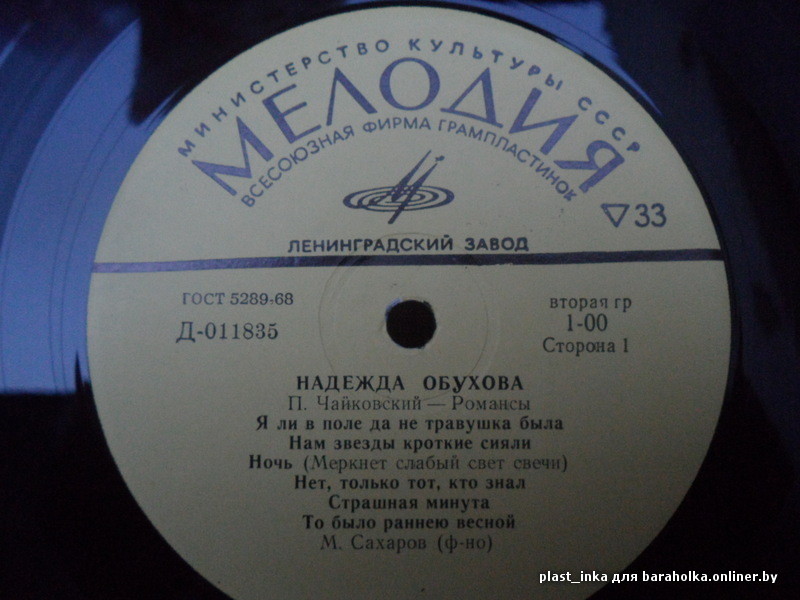 МИНИСТЕРСТВО КУЛЬТУРЫ СССР
МЕЛОДИЯ
ВСЕСОЮЗНАЯ ФИРМА ГРАМПЛАСТИНОК
33
ЛЕНИНГРАДСКИЙ ЗАВОД
ГОСТ 5289-68
вторая гр
Д-011835
1-00
Сторона 1
НАДЕЖДА ОБУХОВА
П. Чайковский — Романсы
Я ли в поле да не травушка была
Нам звезды кроткие сияли
Ночь (Меркнет слабый свет свечи)
Нет, только тот, кто знал
Страшная минута
То было раннею весной
М. Сахаров (ф-но)
plast_inka для baraholka.onliner.by